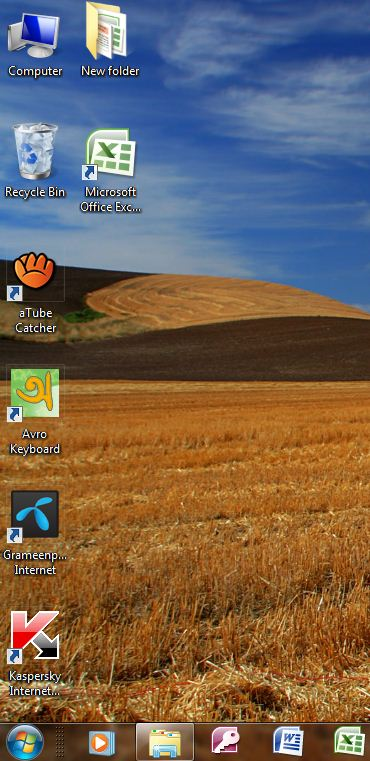 Computer
New folder
Recycle Bin
Microsoft
Office Exc...
aTube
Catcher
অ
Avro
Keyboard
Grameenp...
Internet
Kaspersky
Internet...